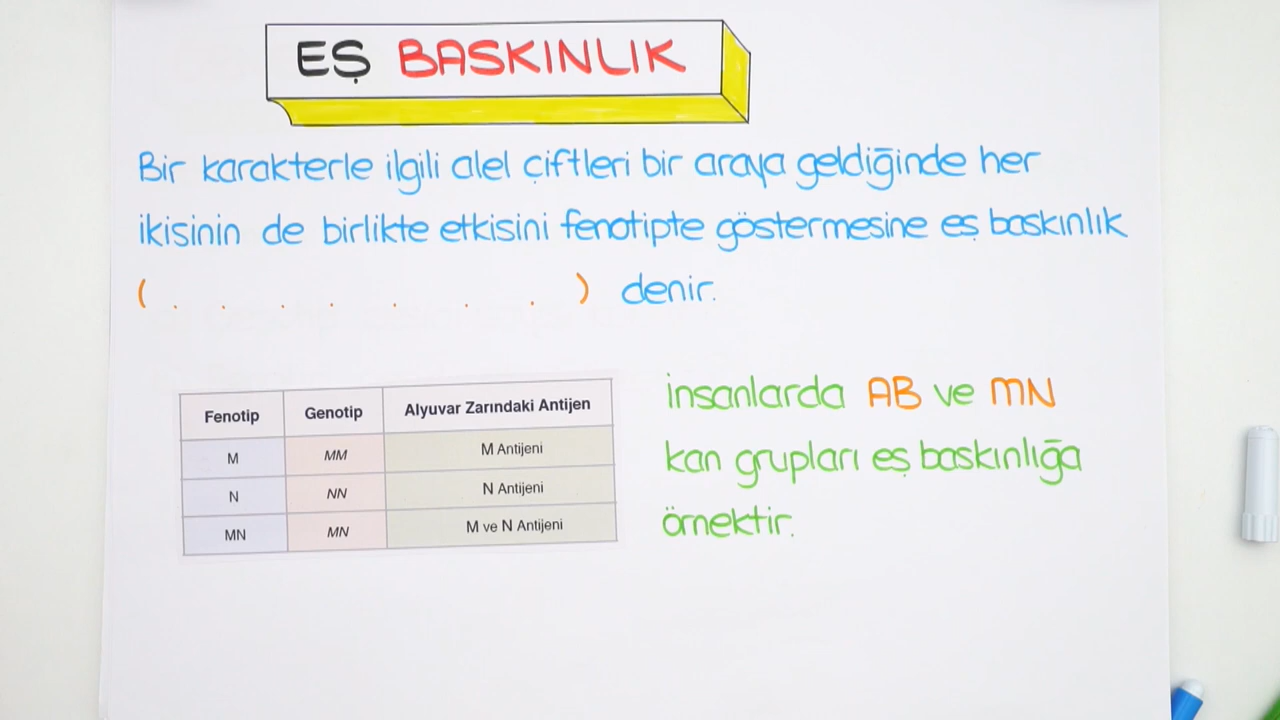 EŞ BASKINLIK
Bir karakterle ilgili alel çiftleri bir araya geldiğinde her
ikisinin de birlikte etkisini fenotipte göstermesine eş baskınlık
( . . . . . . . ) denir.
Fenotip Genotip Alyuvar Zarındaki Antijen
M MM M Antijeni
N NN N Antijeni
MN MN M ve N Antijeni
insanlarda AB ve MN
kan grupları eş baskınlığa
örnektir.